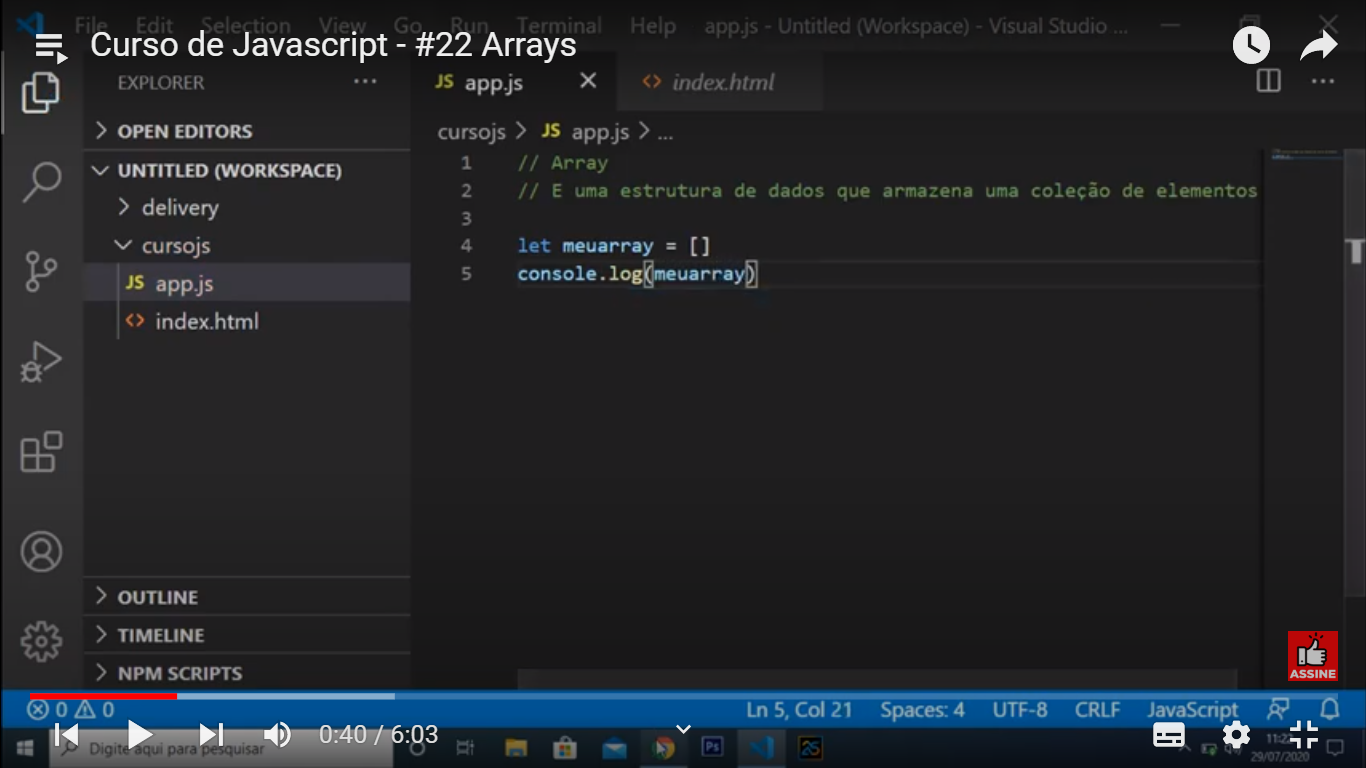 File Edit Selection View Go Run Terminal Help app.js - Untitled (Workspace) - Visual Studio ...
Curso de Javascript - #22 Arrays
EXPLORER ...
JS app.js
<> index.html
OPEN EDITORS
cursojs > JS app.js > ...
UNTITLED (WORKSPACE)
delivery
cursojs
JS app.js
<> index.html
1 // Array
2 // E uma estrutura de dados que armazena uma coleção de elementos
3
4 let meuarray = []
5 console.log(meuarray)
OUTLINE
TIMELINE
NPM SCRIPTS
ASSINE
0 0
Ln 5, Col 21 Spaces: 4 UTF-8 CRLF JavaScript
0:40 / 6:03
Digite aqui para pesquisar
Ps
29/07/2020